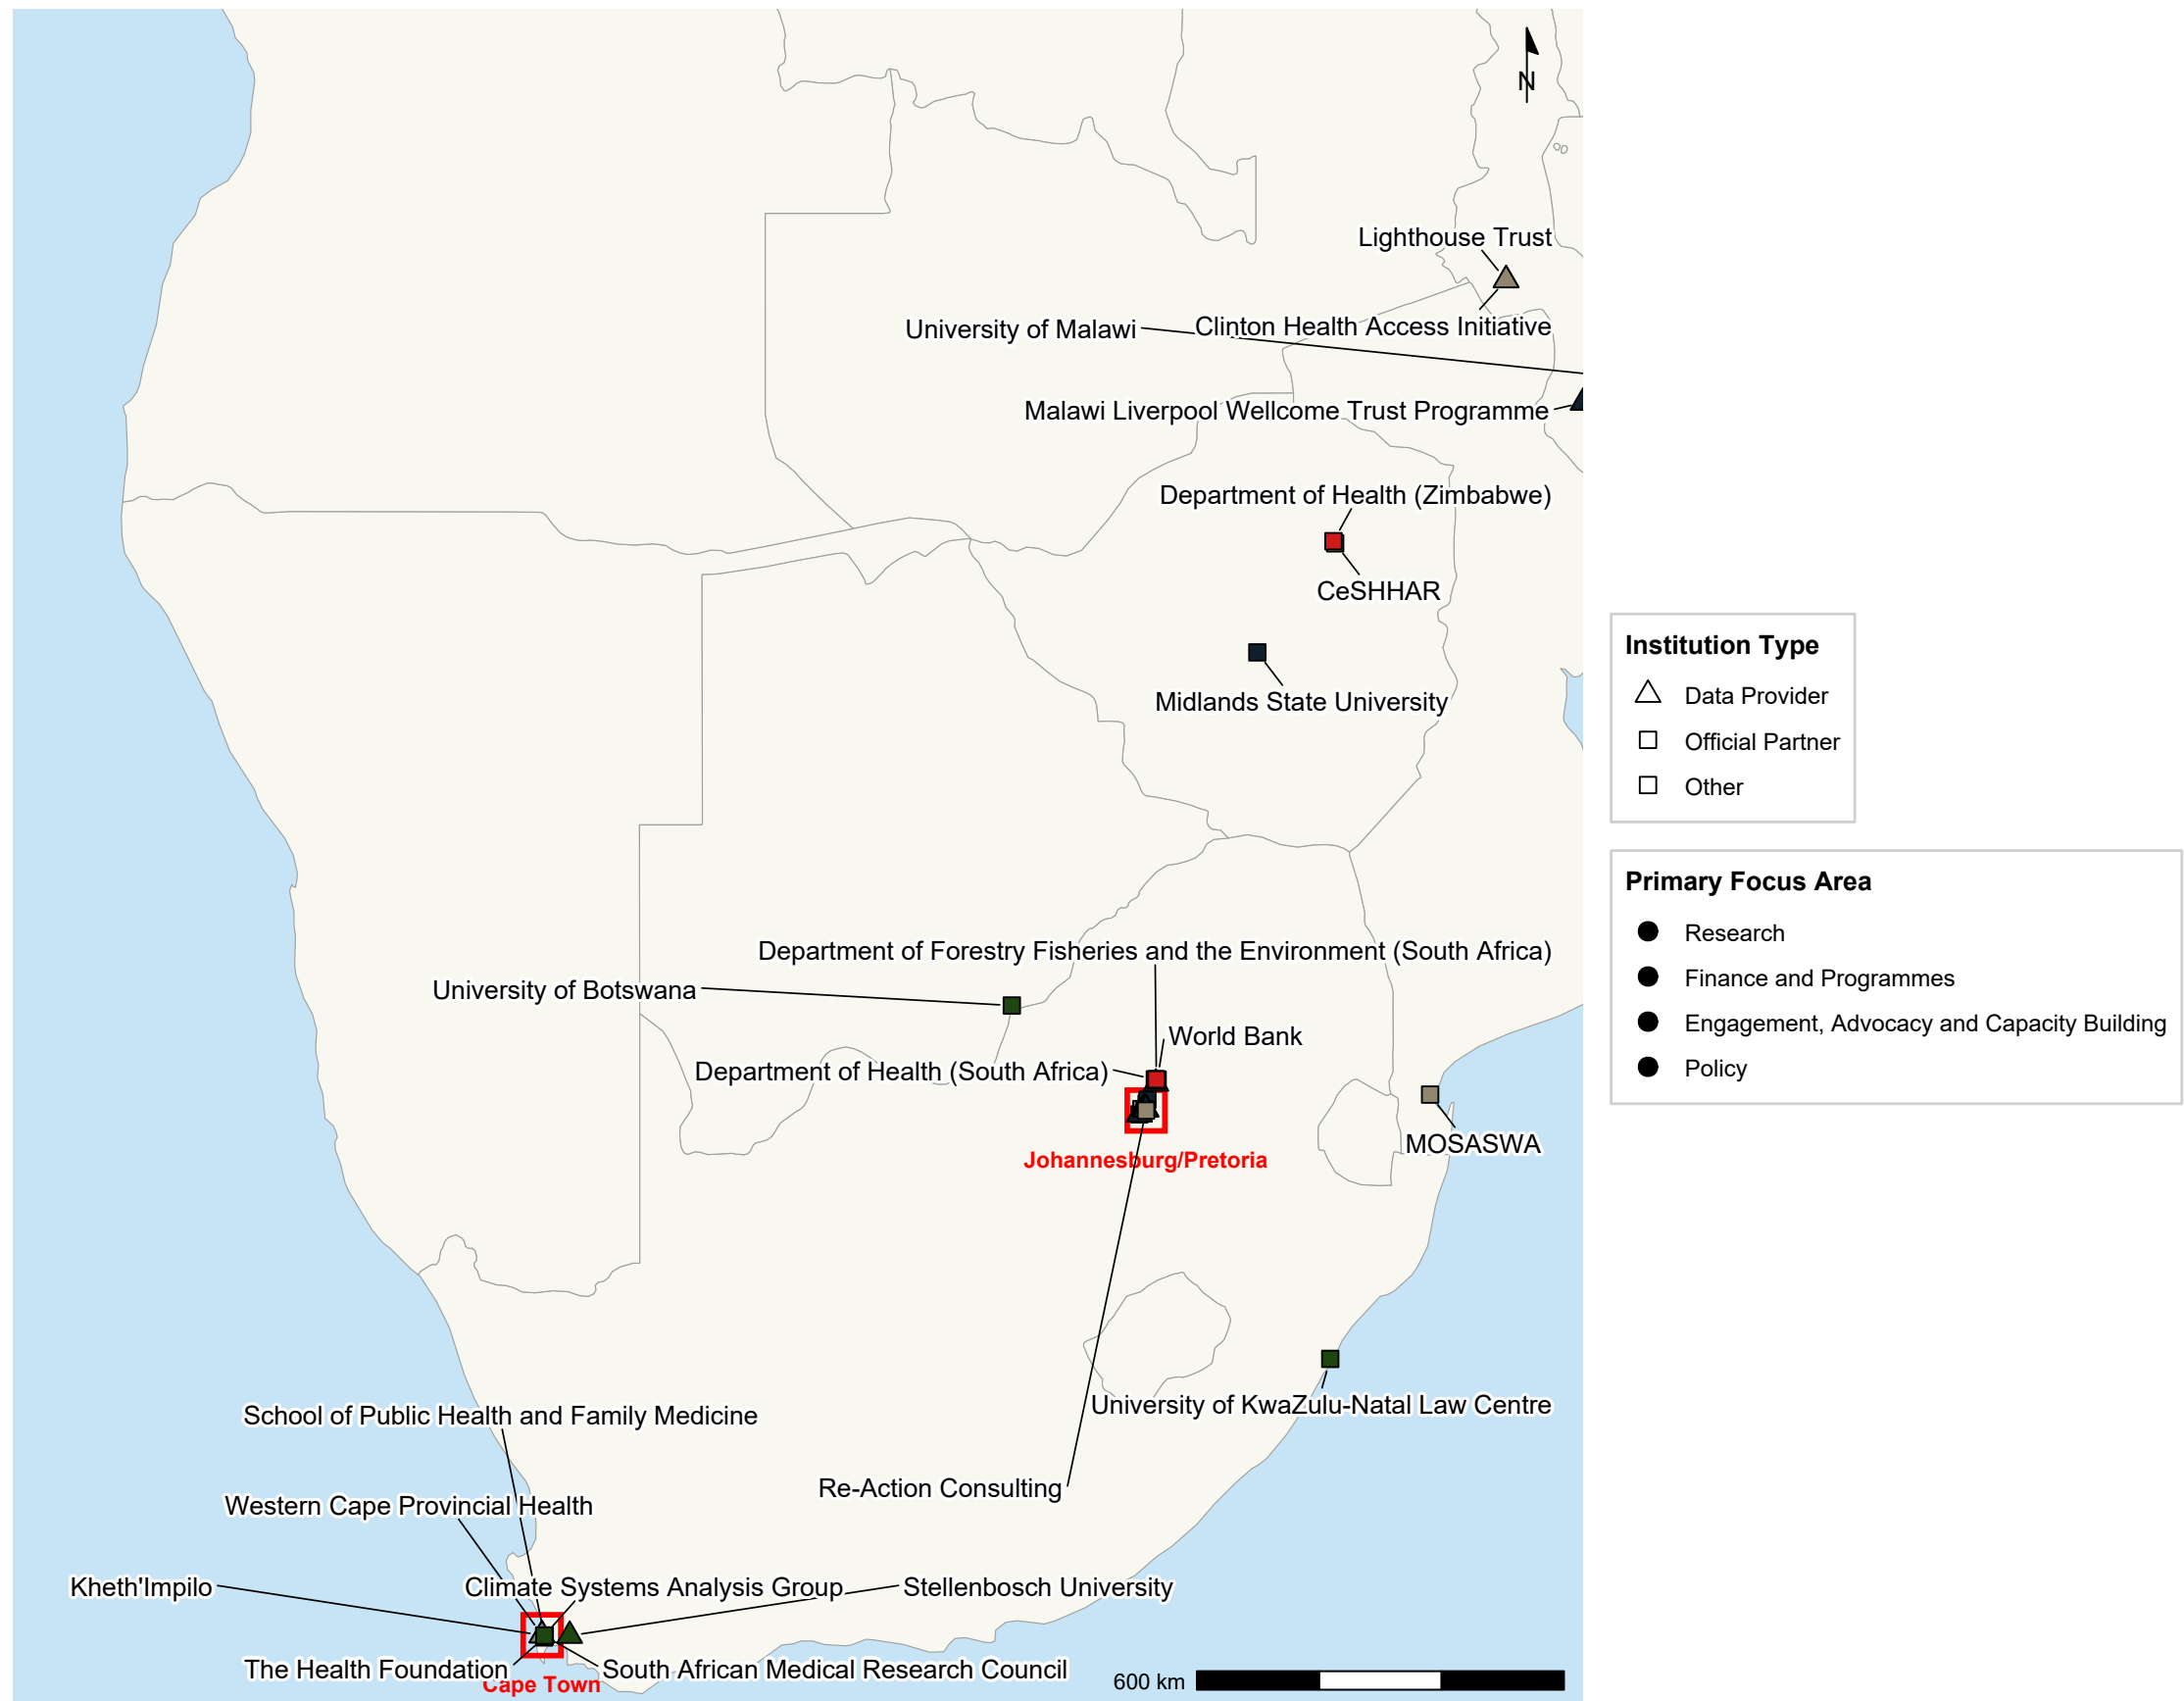 N
Lighthouse Trust
University of Malawi
Clinton Health Access Initiative
Malawi Liverpool Wellcome Trust Programme
Department of Health (Zimbabwe)
CeSHHAR
Midlands State University
Department of Forestry Fisheries and the Environment (South Africa)
University of Botswana
World Bank
Department of Health (South Africa)
MOSASWA
Johannesburg/Pretoria
University of KwaZulu-Natal Law Centre
School of Public Health and Family Medicine
Re-Action Consulting
Western Cape Provincial Health
Kheth'Impilo
Climate Systems Analysis Group
Stellenbosch University
The Health Foundation
South African Medical Research Council
Cape Town
600 km
Institution Type
Data Provider
Official Partner
Other
Primary Focus Area
Research
Finance and Programmes
Engagement, Advocacy and Capacity Building
Policy